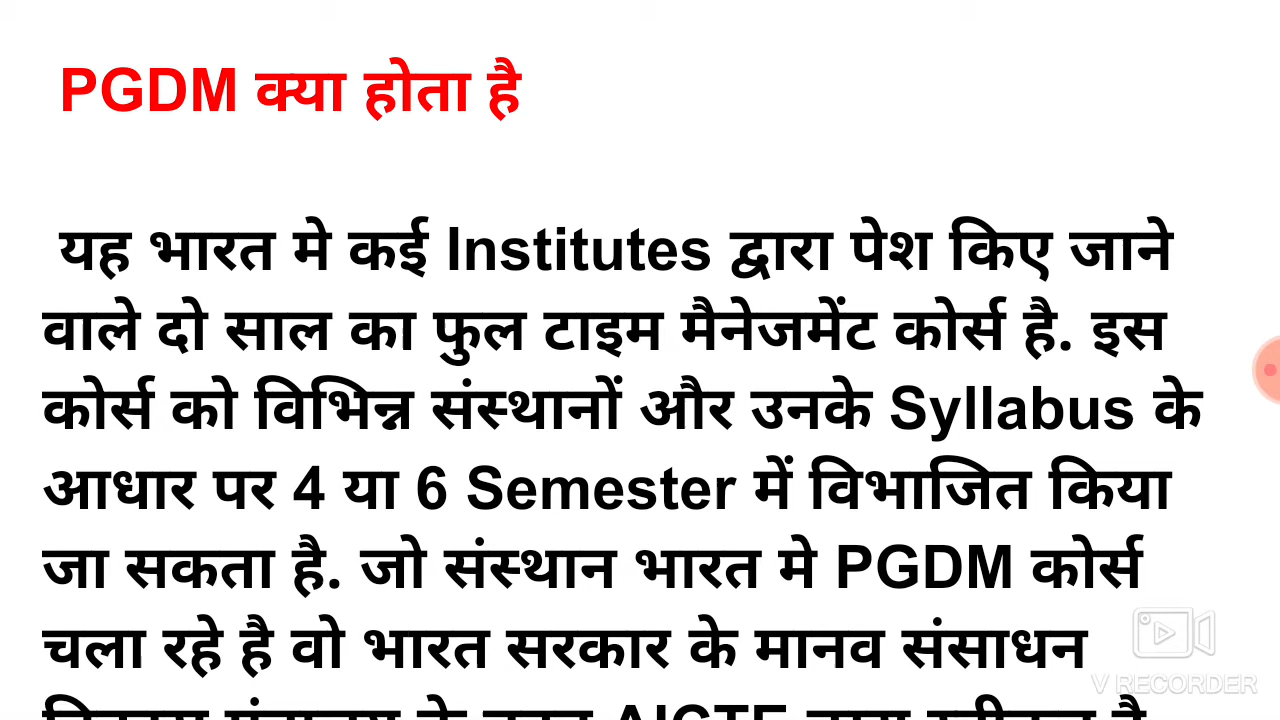 PGDM क्या होता है
यह भारत मे कई Institutes द्वारा पेश किए जाने
वाले दो साल का फुल टाइम मैनेजमेंट कोर्स है. इस
कोर्स को विभिन्न संस्थानों और उनके Syllabus के
आधार पर 4 या 6 Semester में विभाजित किया
जा सकता है. जो संस्थान भारत मे PGDM कोर्स
चला रहे है वो भारत सरकार के मानव संसाधन
के AICTE द्वारा है
V RECORDER